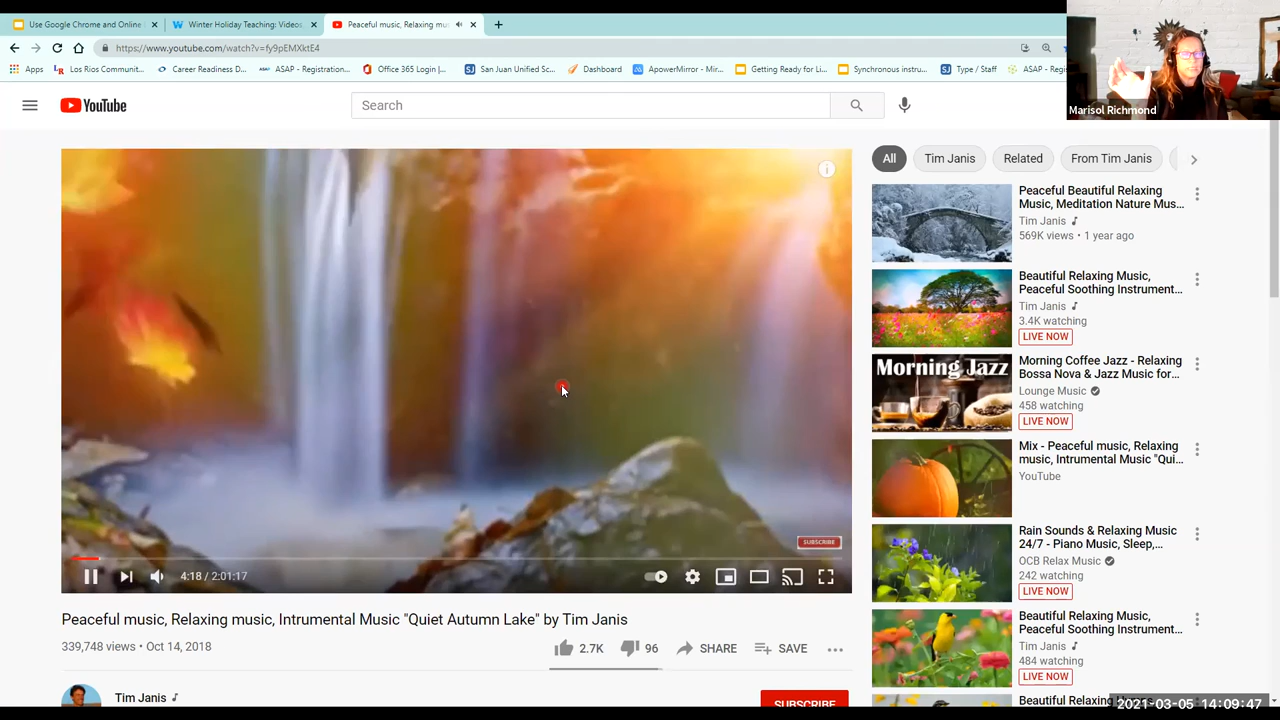 Use Google Chrome and Online
Winter Holiday Teaching: Videos,
Peaceful music, Relaxing mus
https://www.youtube.com/watch?v=fy9pEMXktE4
Apps
Los Rios Communit...
Career Readiness D...
ASAP - Registration...
Office 365 Login |...
San Juan Unified Sc...
Dashboard
ApowerMirror - Mir...
Getting Ready for Li...
Synchronous instru...
Type / Staff
ASAP - Regist
Marisol Richmond
YouTube
Search
All
Tim Janis
Related
From Tim Janis
Peaceful Beautiful Relaxing
Music, Meditation Nature Mus...
Tim Janis
569K views • 1 year ago
Beautiful Relaxing Music,
Peaceful Soothing Instrument...
Tim Janis
3.4K watching
LIVE NOW
Morning Jazz
Morning Coffee Jazz - Relaxing
Bossa Nova & Jazz Music for...
Lounge Music
458 watching
LIVE NOW
Mix - Peaceful music, Relaxing
music, Intrumental Music "Qui...
YouTube
Rain Sounds & Relaxing Music
24/7 - Piano Music, Sleep,...
OCB Relax Music
242 watching
LIVE NOW
Beautiful Relaxing Music,
Peaceful Soothing Instrument...
Tim Janis
484 watching
LIVE NOW
Beautiful Relaxing
SUBSCRIBE
4:18 / 2:01:17
Peaceful music, Relaxing music, Intrumental Music "Quiet Autumn Lake" by Tim Janis
339,748 views • Oct 14, 2018
2.7K
96
SHARE
SAVE
Tim Janis
SUBSCRIBE
2021-03-05 14:09:47